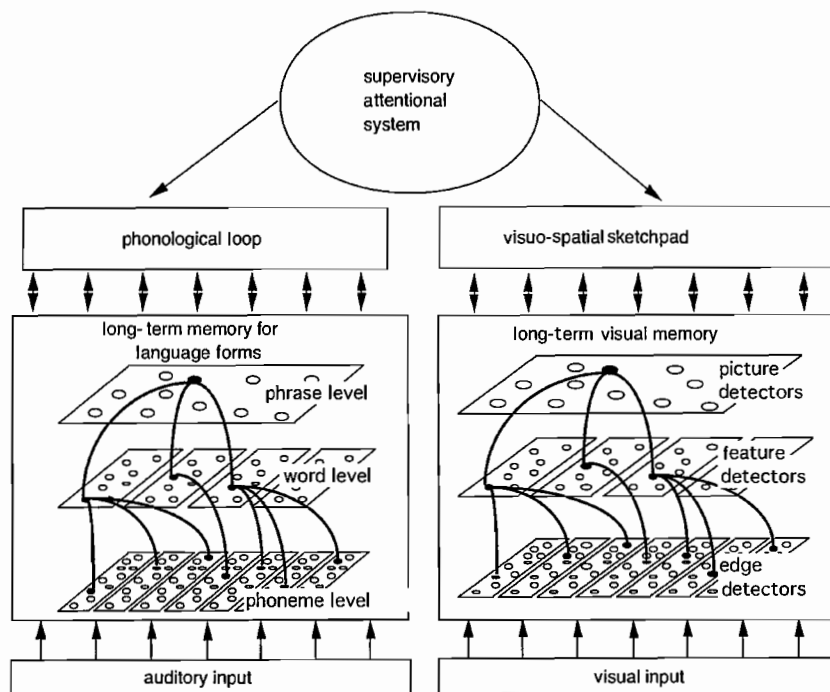 supervisory
attentional
system
phonological loop
visuo-spatial sketchpad
long-term memory for
language forms
phrase level
word level
phoneme level
long-term visual memory
picture
detectors
feature
detectors
edge
detectors
auditory input
visual input